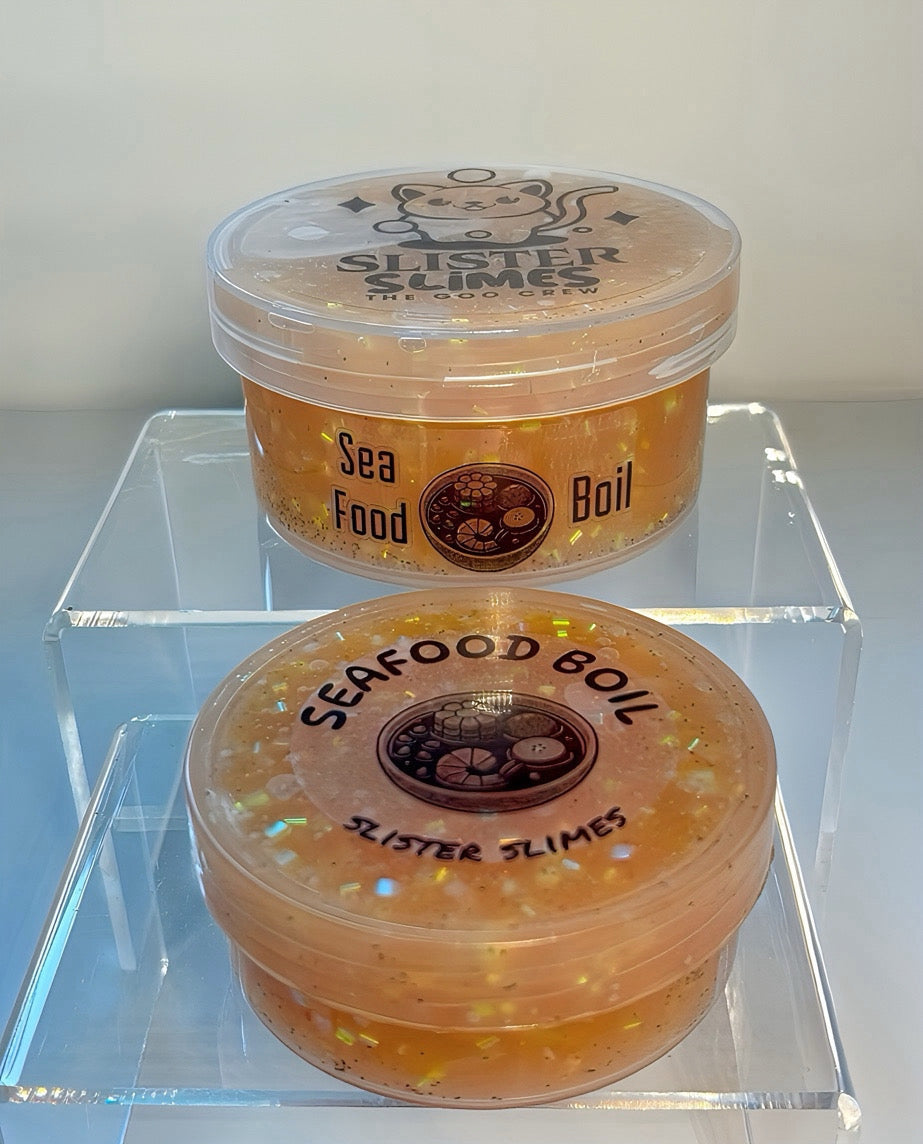 SLISTER
SLiMES
THE GOO CREW
Sea
Food
Boil
SEAFOOD BOIL
SLISTER SLIMES